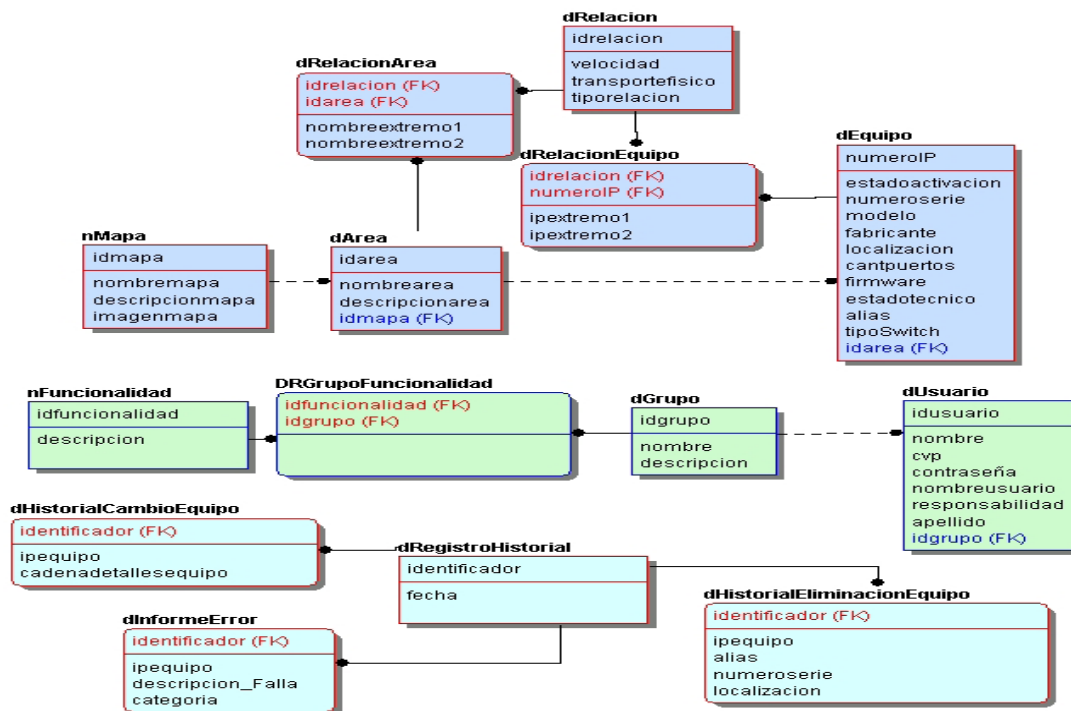 dRelacion
idrelacion
velocidad
transportefisico
tiporelacion
dRelacionArea
idrelacion (FK)
idarea (FK)
nombreextremo1
nombreextremo2
dRelacionEquipo
idrelacion (FK)
numeroIP (FK)
ipextremo1
ipextremo2
dEquipo
numeroIP
estadoactivacion
numeroserie
modelo
fabricante
localizacion
cantpuertos
firmware
estadotecnico
alias
tipoSwitch
idarea (FK)
nMapa
idmapa
nombremapa
descripcionmapa
imagenmapa
dArea
idarea
nombrearea
descripcionarea
idmapa (FK)
nFuncionalidad
idfuncionalidad
descripcion
DRGrupoFuncionalidad
idfuncionalidad (FK)
idgrupo (FK)
dGrupo
idgrupo
nombre
descripcion
dUsuario
idusuario
nombre
cvp
contraseña
nombreusuario
responsabilidad
apellido
idgrupo (FK)
dHistorialCambioEquipo
identificador (FK)
ipequipo
cadenadetallesequipo
dRegistroHistorial
identificador
fecha
dInformeError
identificador (FK)
ipequipo
descripcion_Falla
categoria
dHistorialEliminacionEquipo
identificador (FK)
ipequipo
alias
numeroserie
localizacion